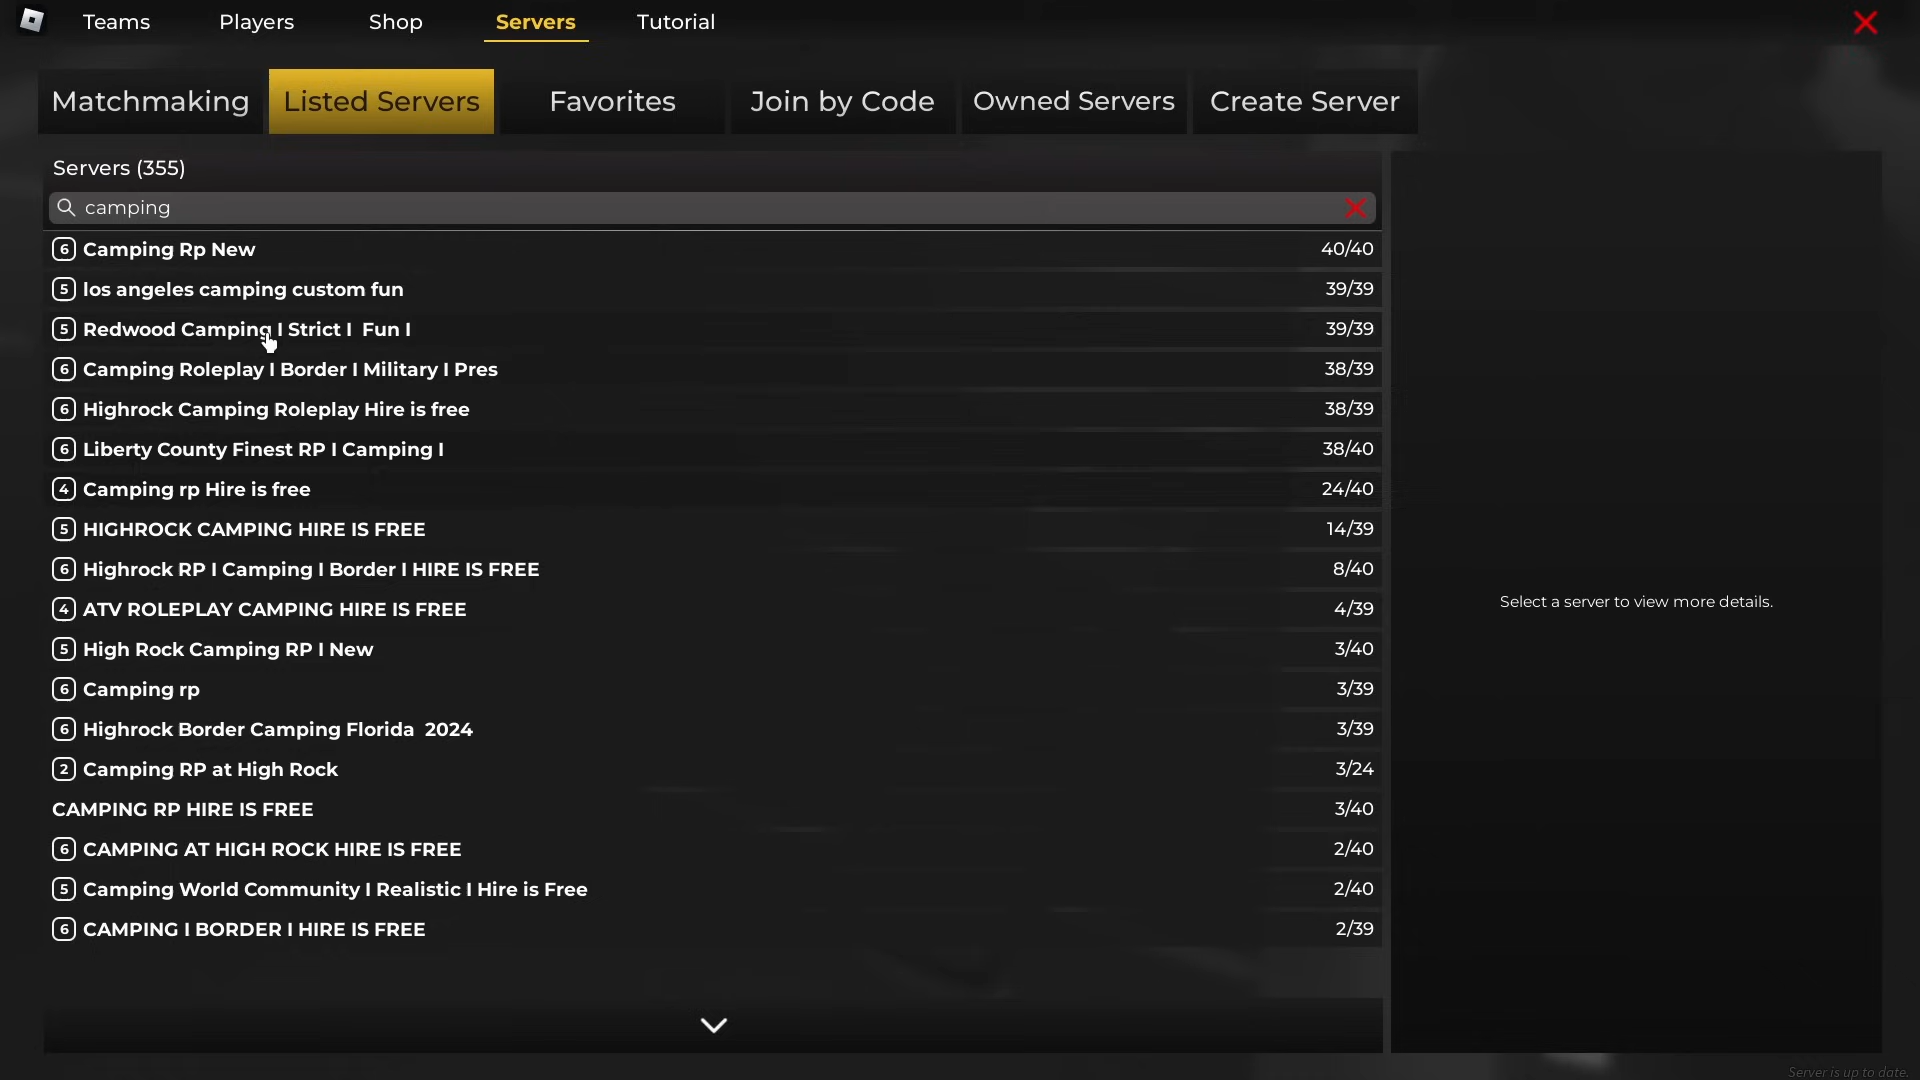 Teams Players Shop Servers Tutorial
Matchmaking Listed Servers Favorites Join by Code Owned Servers Create Server
Servers (355)
camping
6 Camping Rp New 40/40
5 los angeles camping custom fun 39/39
5 Redwood Camping I Strict I  Fun I 39/39
6 Camping Roleplay I Border I Military I Pres 38/39
6 Highrock Camping Roleplay Hire is free 38/39
6 Liberty County Finest RP I Camping I 38/40
4 Camping rp Hire is free 24/40
5 HIGHROCK CAMPING HIRE IS FREE 14/39
6 Highrock RP I Camping I Border I HIRE IS FREE 8/40
Select a server to view more details.
4 ATV ROLEPLAY CAMPING HIRE IS FREE 4/39
5 High Rock Camping RP I New 3/40
6 Camping rp 3/39
6 Highrock Border Camping Florida  2024 3/39
2 Camping RP at High Rock 3/24
CAMPING RP HIRE IS FREE 3/40
6 CAMPING AT HIGH ROCK HIRE IS FREE 2/40
5 Camping World Community I Realistic I Hire is Free 2/40
6 CAMPING I BORDER I HIRE IS FREE 2/39
Server is up to date.